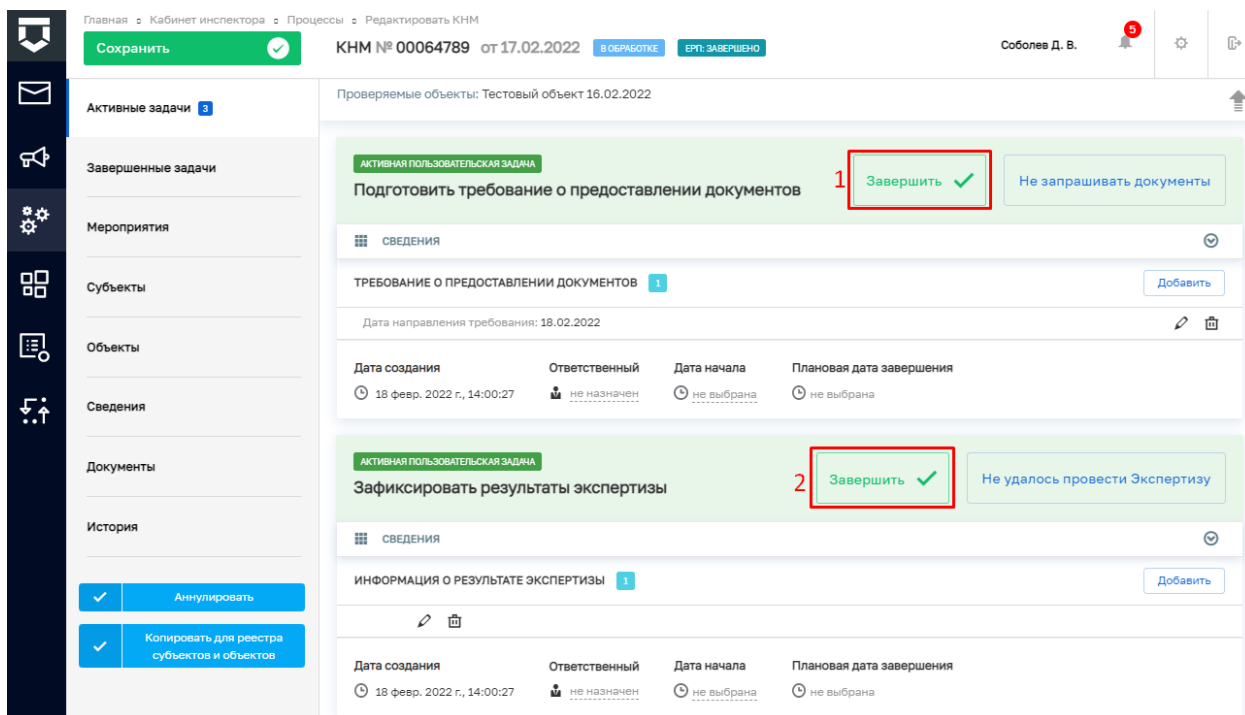 Главная Кабинет инспектора Процессы Редактировать КНМ
Сохранить
КНМ № 00064789 от 17.02.2022 В ОБРАБОТКЕ ЕРП: ЗАВЕРШЕНО
Соболев Д. В.
5
Активные задачи 3
Завершенные задачи
Мероприятия
Субъекты
Объекты
Сведения
Документы
История
Аннулировать
Копировать для реестра
субъектов и объектов
Проверяемые объекты: Тестовый объект 16.02.2022
АКТИВНАЯ ПОЛЬЗОВАТЕЛЬСКАЯ ЗАДАЧА
Подготовить требование о предоставлении документов
1 Завершить
Не запрашивать документы
СВЕДЕНИЯ
ТРЕБОВАНИЕ О ПРЕДОСТАВЛЕНИИ ДОКУМЕНТОВ 1 Добавить
Дата направления требования: 18.02.2022
Дата создания Ответственный Дата начала Плановая дата завершения
18 февр. 2022 г., 14:00:27 не назначен не выбрана не выбрана
АКТИВНАЯ ПОЛЬЗОВАТЕЛЬСКАЯ ЗАДАЧА
Зафиксировать результаты экспертизы
2 Завершить
Не удалось провести Экспертизу
СВЕДЕНИЯ
ИНФОРМАЦИЯ О РЕЗУЛЬТАТЕ ЭКСПЕРТИЗЫ 1 Добавить
Дата создания Ответственный Дата начала Плановая дата завершения
18 февр. 2022 г., 14:00:27 не назначен не выбрана не выбрана